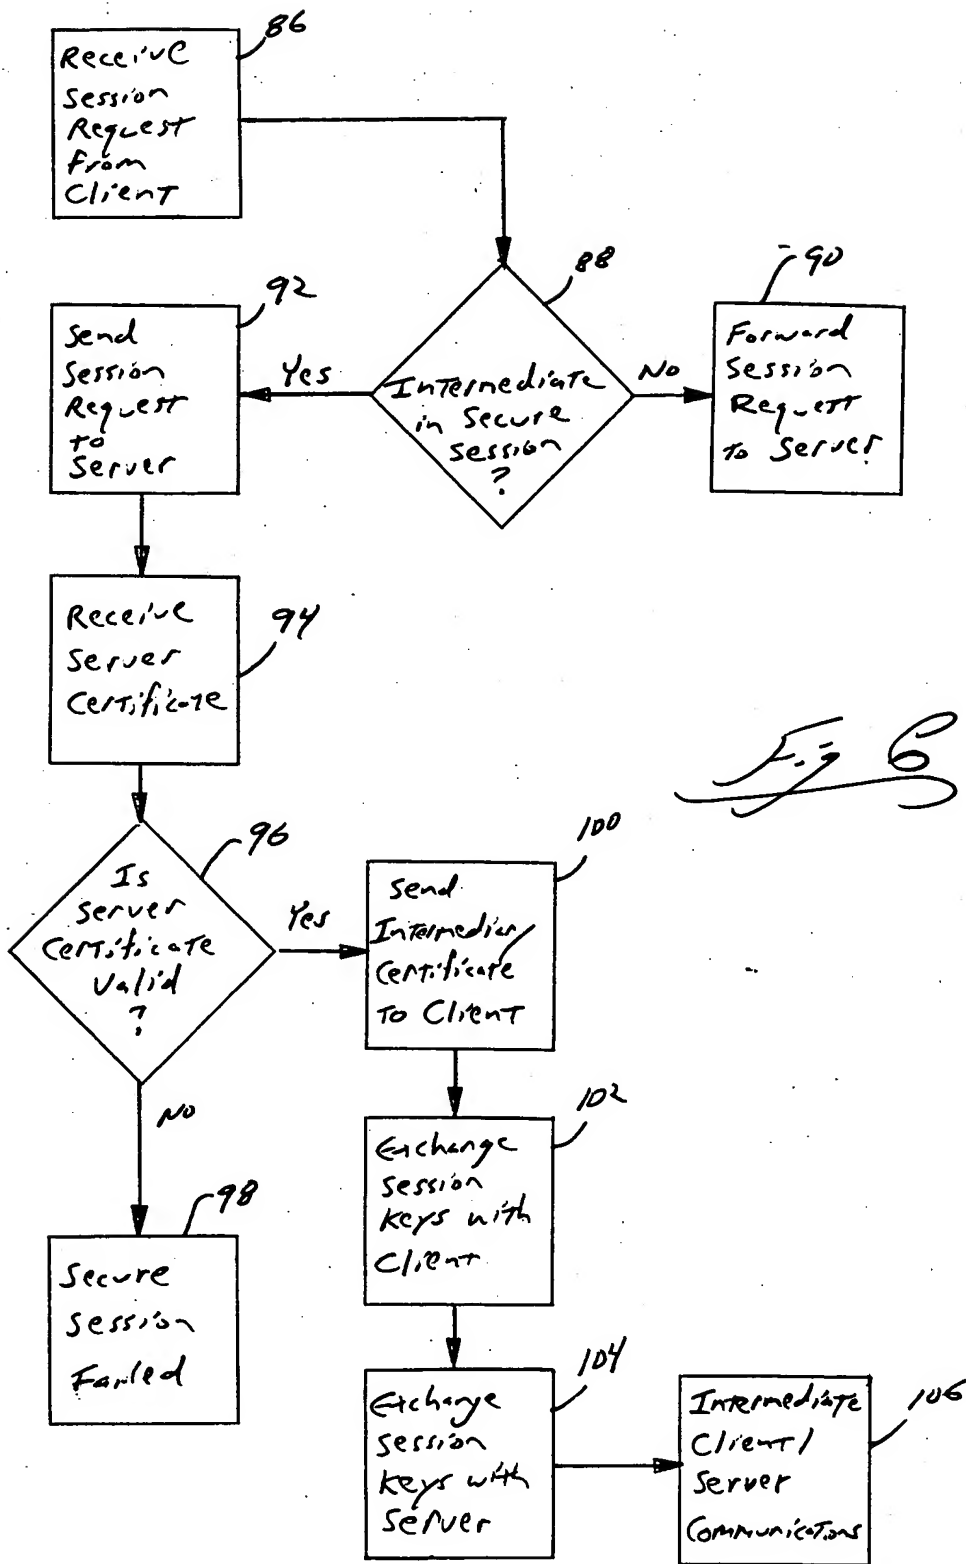 86
Receive
Session
Request
from
Client
88
92
90
Send
Session
Request
to
Server
Yes
Intermediate
in Secure
session
?
No
Forward
Session
Request
to Server
94
Receive
Server
Certificate
Fig 6
96
Is
Server
Certificate
Valid
?
Yes
100
Send
Intermediary
Certificate
to Client
No
102
Exchange
session
keys with
Client
98
Secure
Session
Failed
104
Exchange
session
keys with
Server
106
Intermediate
Client/
Server
Communications